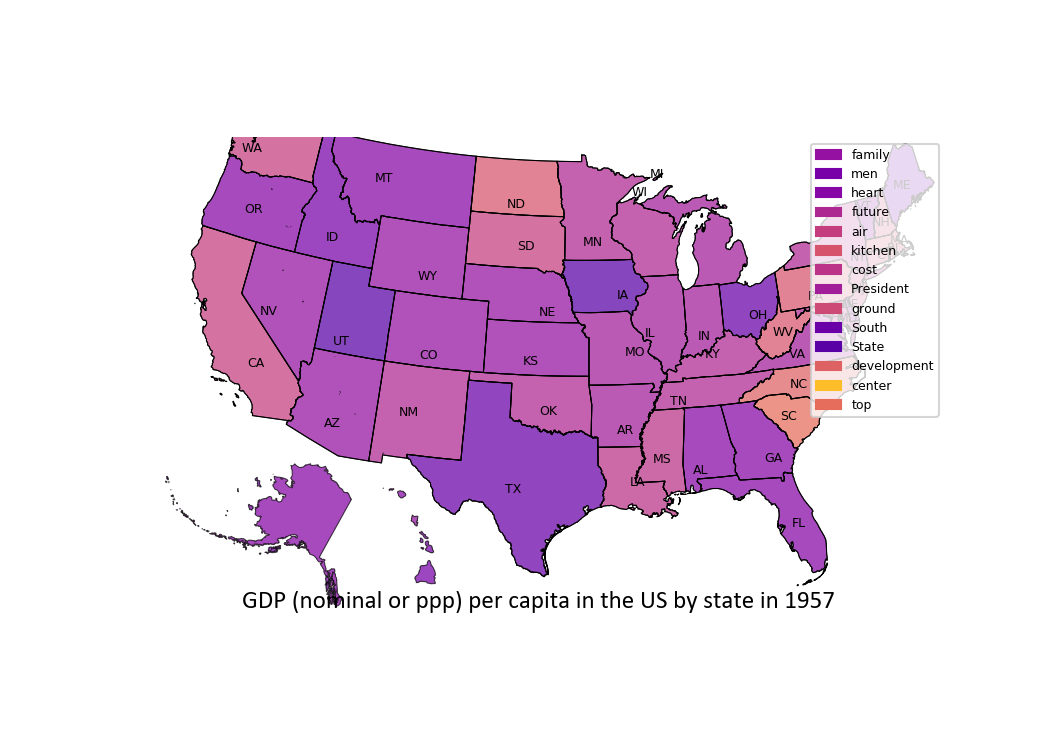 WA
MT
ND
MN
WI
MI
ME
OR
ID
SD
WY
NH
NV
UT
CO
NE
IA
IL
IN
OH
PA
WV
VA
CA
AZ
NM
KS
MO
KY
OK
TN
NC
AR
SC
TX
LA
MS
AL
GA
FL
family
men
heart
future
air
kitchen
cost
President
ground
South
State
development
center
top
GDP (nominal or ppp) per capita in the US by state in 1957